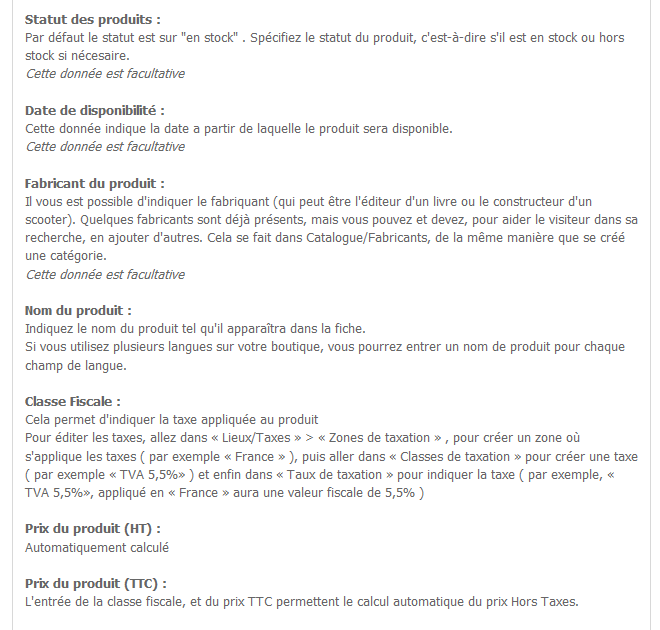 Statut des produits :
Par défaut le statut est sur "en stock" . Spécifiez le statut du produit, c'est-à-dire s'il est en stock ou hors
stock si nécesaire.
Cette donnée est facultative
Date de disponibilité :
Cette donnée indique la date a partir de laquelle le produit sera disponible.
Cette donnée est facultative
Fabricant du produit :
Il vous est possible d'indiquer le fabriquant (qui peut être l'éditeur d'un livre ou le constructeur d'un
scooter). Quelques fabricants sont déjà présents, mais vous pouvez et devez, pour aider le visiteur dans sa
recherche, en ajouter d'autres. Cela se fait dans Catalogue/Fabricants, de la même manière que se créé
une catégorie.
Cette donnée est facultative
Nom du produit :
Indiquez le nom du produit tel qu'il apparaîtra dans la fiche.
Si vous utilisez plusieurs langues sur votre boutique, vous pourrez entrer un nom de produit pour chaque
champ de langue.
Classe Fiscale :
Cela permet d'indiquer la taxe appliquée au produit
Pour éditer les taxes, allez dans « Lieux/Taxes » > « Zones de taxation » , pour créer un zone où
s'applique les taxes ( par exemple « France » ), puis aller dans « Classes de taxation » pour créer une taxe
( par exemple « TVA 5,5%» ) et enfin dans « Taux de taxation » pour indiquer la taxe ( par exemple, «
TVA 5,5%», appliqué en « France » aura une valeur fiscale de 5,5% )
Prix du produit (HT) :
Automatiquement calculé
Prix du produit (TTC) :
L'entrée de la classe fiscale, et du prix TTC permettent le calcul automatique du prix Hors Taxes.